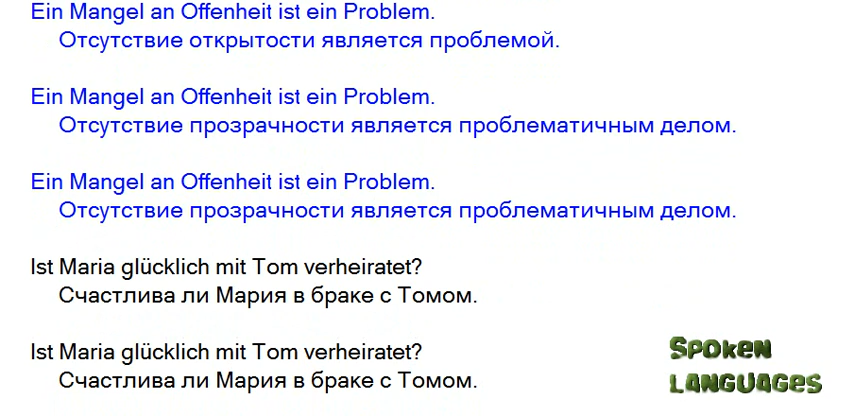 Ein Mangel an Offenheit ist ein Problem.
Отсутствие открытости является проблемой.
Ein Mangel an Offenheit ist ein Problem.
Отсутствие прозрачности является проблематичным делом.
Ein Mangel an Offenheit ist ein Problem.
Отсутствие прозрачности является проблематичным делом.
Ist Maria glücklich mit Tom verheiratet?
Счастлива ли Мария в браке с Томом.
Ist Maria glücklich mit Tom verheiratet?
Счастлива ли Мария в браке с Томом.
Spoken
Languages